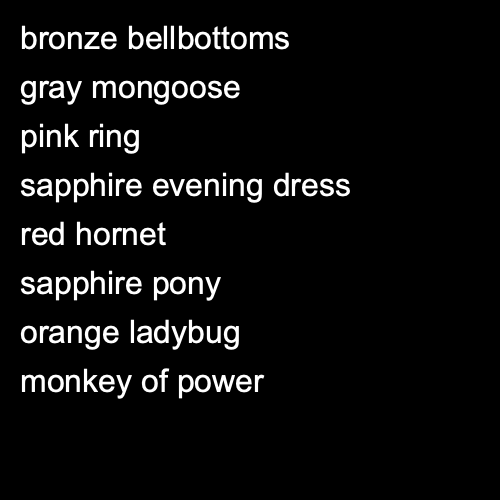 bronze bellbottoms
gray mongoose
pink ring
sapphire evening dress
red hornet
sapphire pony
orange ladybug
monkey of power